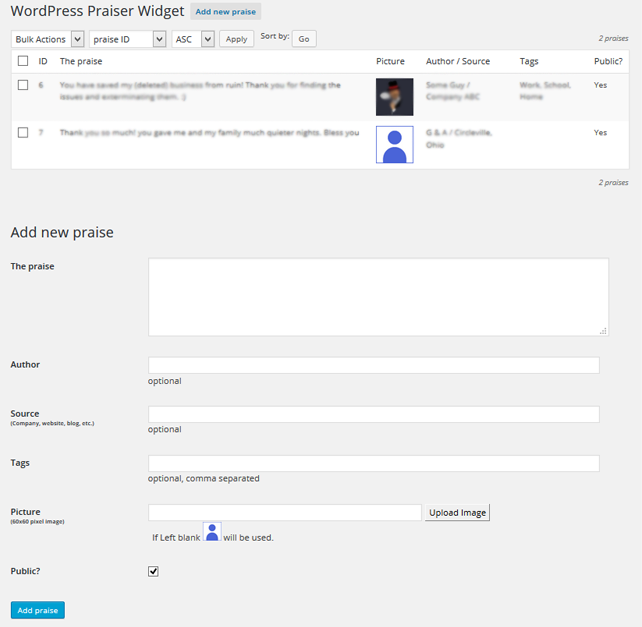 WordPress Praiser Widget Add new praise
Bulk Actions praise ID ASC Apply Sort by: Go 2 praises
ID The praise Picture Author / Source Tags Public?
6 You have saved my (deleted) business from ruin! Thank you for finding the Some Guy / Work, School, Yes
issues and exterminating them. :) Company ABC Home
7 Thank you so much! you gave me and my family much quieter nights. Bless you G & A / Circleville, Yes
Ohio
2 praises
Add new praise
The praise
Author
optional
Source
(Company, website, blog, etc.)
optional
Tags
optional, comma separated
Picture Upload Image
(60x60 pixel image)
If Left blank will be used.
Public?
Add praise